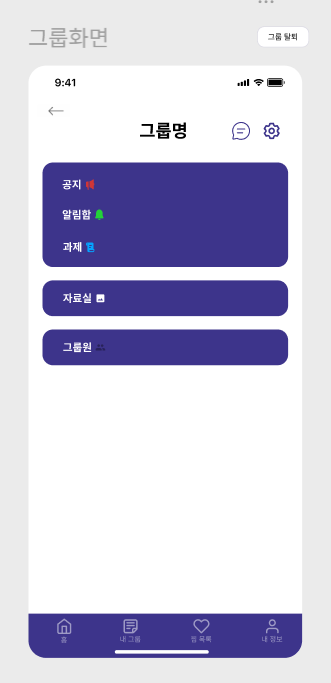 그룹화면
그룹 탈퇴
9:41
그룹명
공지
알림함
과제
자료실
그룹원
홈
내 그룹
찜 목록
내 정보